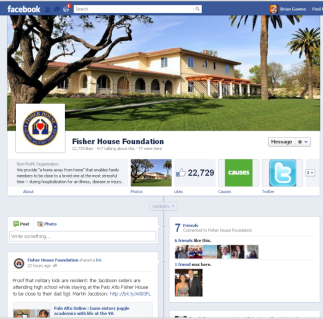 facebook
Search
Brian Gawne
Find
Fisher House Foundation
22,729 likes · 917 talking about this · 77 were here
Message
Non-Profit Organization
We provide "a home away from home" that enables family
members to be close to a loved one at the most stressful
time -- during hospitalization for an illness, disease or injury.
22,729
causes
About
Photos
Likes
Causes
Twitter
Highlights
Post
Photo
Write something...
7 Friends
Connected to Fisher House Foundation
6 friends like this.
1 friend was here.
Fisher House Foundation shared a link.
22 hours ago
Proof that military kids are resilient: the Jacobson sisters are
attending high school while staying at the Palo Alto Fisher House
to be close to their dad Sgt. Martin Jacobson:
Palo Alto Online : Game sisters juggle
academics with life at the VA